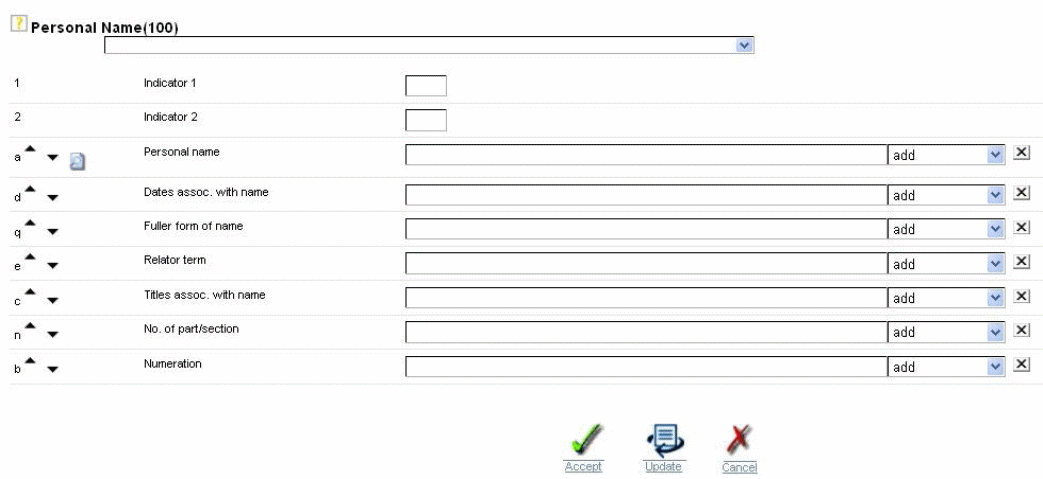 ? Personal Name(100)
1 Indicator 1
2 Indicator 2
a Personal name add
d Dates assoc. with name add
q Fuller form of name add
e Relator term add
c Titles assoc. with name add
n No. of part/section add
b Numeration add
Accept Update Cancel